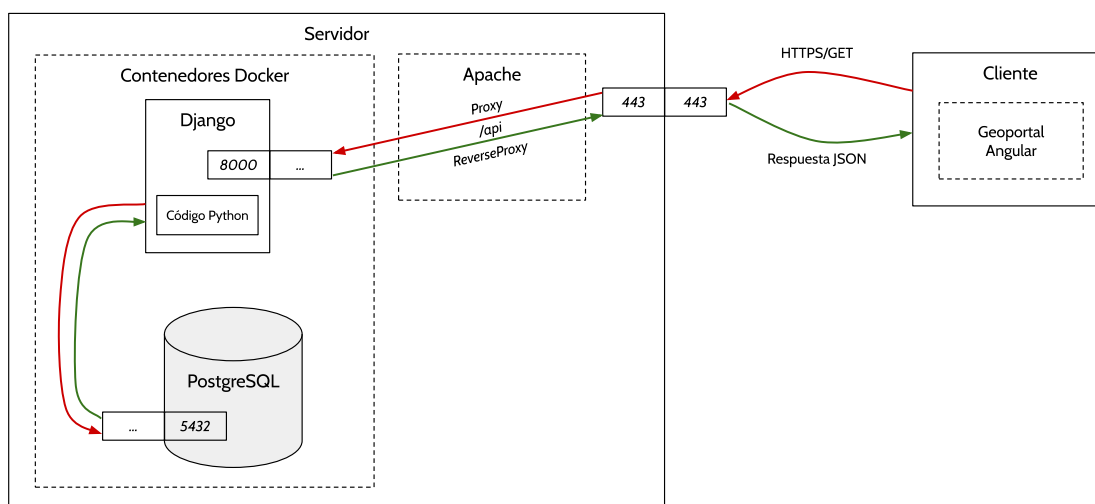 Servidor
Contenedores Docker
Apache
Django
8000
...
Código Python
PostgreSQL
...
5432
Proxy
/api
ReverseProxy
443
443
HTTPS/GET
Respuesta JSON
Cliente
Geoportal
Angular